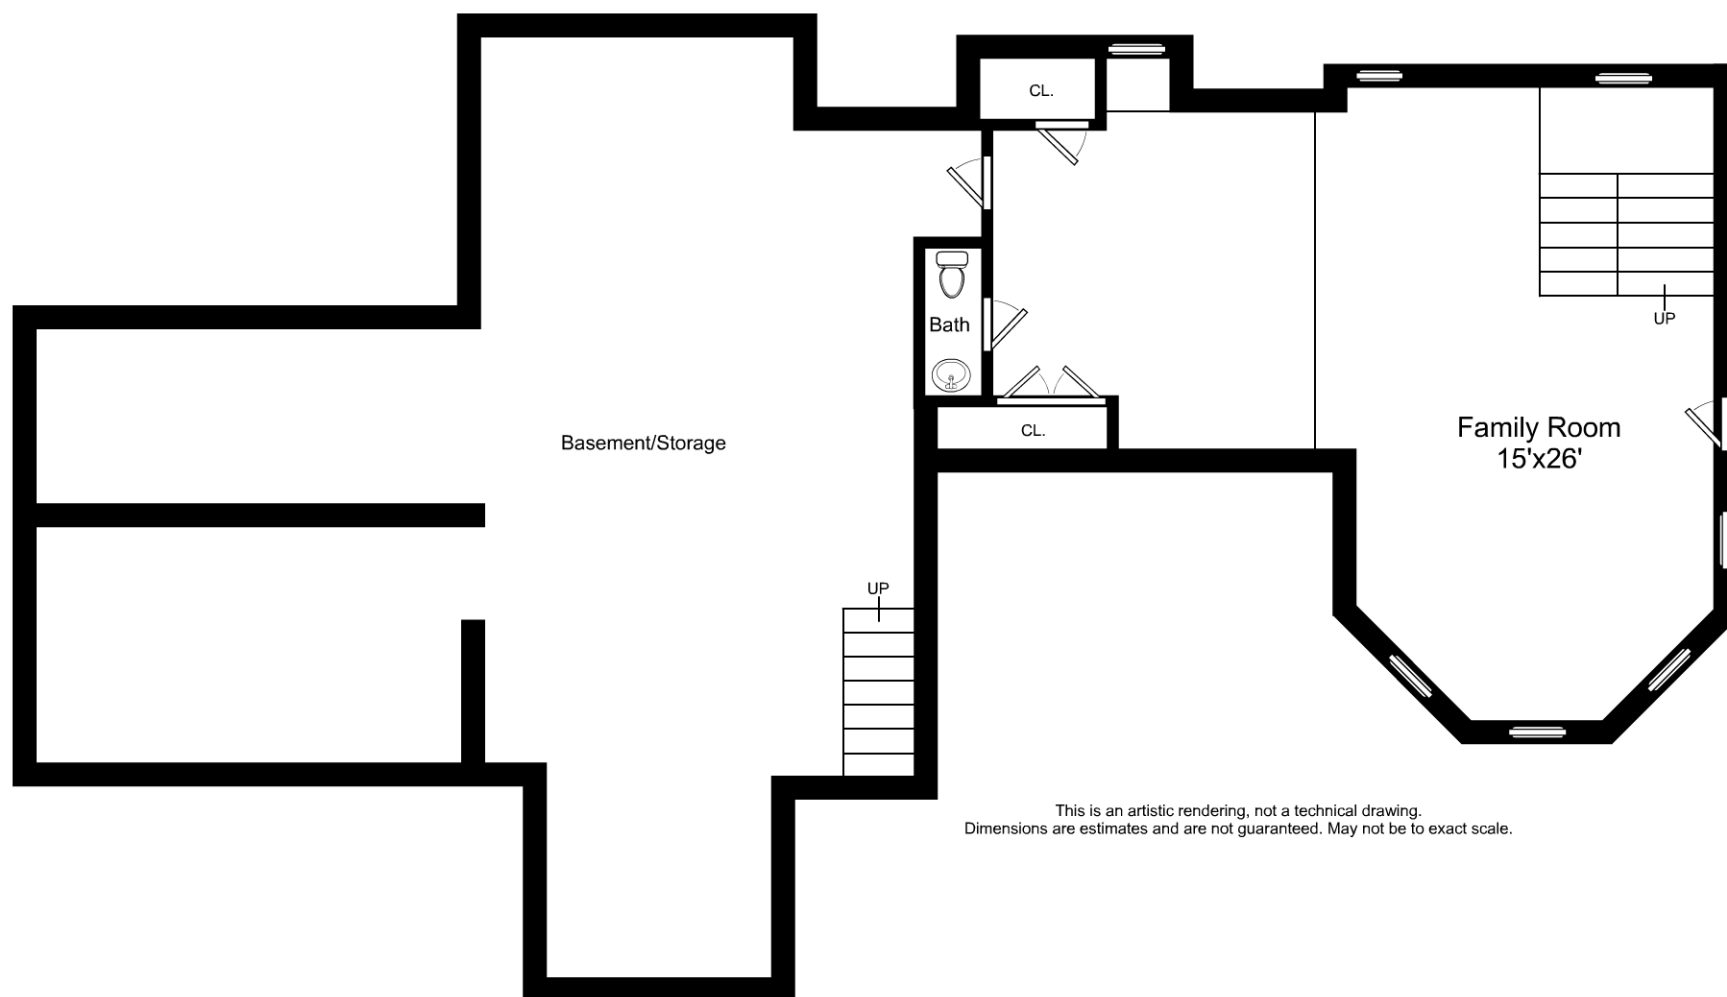 CL.
Bath
UP
Family Room
15'x26'
CL.
Basement/Storage
UP
This is an artistic rendering, not a technical drawing.
Dimensions are estimates and are not guaranteed. May not be to exact scale.